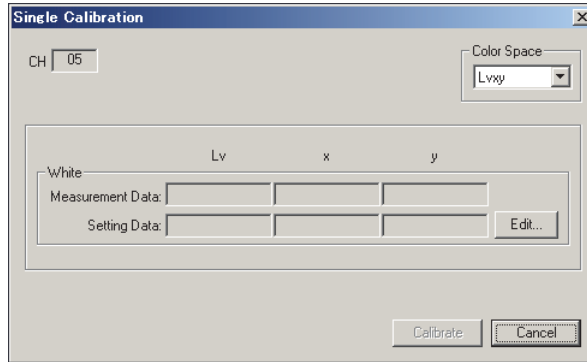 Single Calibration
CH 05
Color Space
Lvxy
Lv x y
White
Measurement Data:
Setting Data: Edit...
Calibrate Cancel